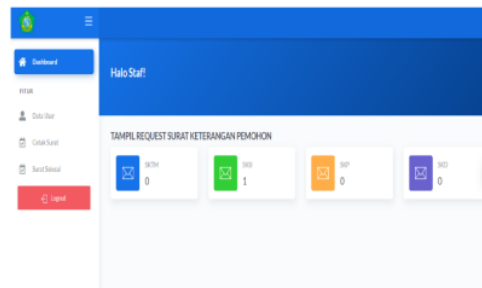 Dashboard
Halo Staf!
FITUR
Data User
TAMPIL REQUEST SURAT KETERANGAN PEMOHON
Cetak Surat
SKTM
0
SKU
1
SKP
0
SKD
0
Surat Selesai
Logout